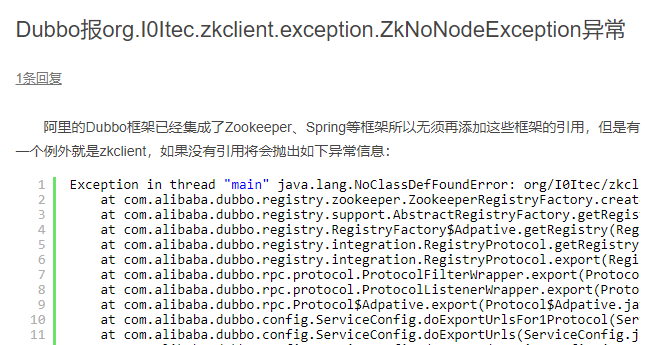 Dubbo报org.I0Itec.zkclient.exception.ZkNoNodeException异常
1条回复
阿里的Dubbo框架已经集成了Zookeeper、Spring等框架所以无须再添加这些框架的引用，但是有
一个例外就是zkclient，如果没有引用将会抛出如下异常信息：
1 Exception in thread "main" java.lang.NoClassDefFoundError: org/I0Itec/zkcl
2 at com.alibaba.dubbo.registry.zookeeper.ZookeeperRegistryFactory.creat
3 at com.alibaba.dubbo.registry.support.AbstractRegistryFactory.getRegis
4 at com.alibaba.dubbo.registry.RegistryFactory$Adpative.getRegistry(Reg
5 at com.alibaba.dubbo.registry.integration.RegistryProtocol.getRegistry
6 at com.alibaba.dubbo.registry.integration.RegistryProtocol.export(Regi
7 at com.alibaba.dubbo.rpc.protocol.ProtocolFilterWrapper.export(Protoco
8 at com.alibaba.dubbo.rpc.protocol.ProtocolListenerWrapper.export(Proto
9 at com.alibaba.dubbo.rpc.Protocol$Adpative.export(Protocol$Adpative.ja
10 at com.alibaba.dubbo.config.ServiceConfig.doExportUrlsFor1Protocol(Ser
11 at com.alibaba.dubbo.config.ServiceConfig.doExportUrls(ServiceConfig.j